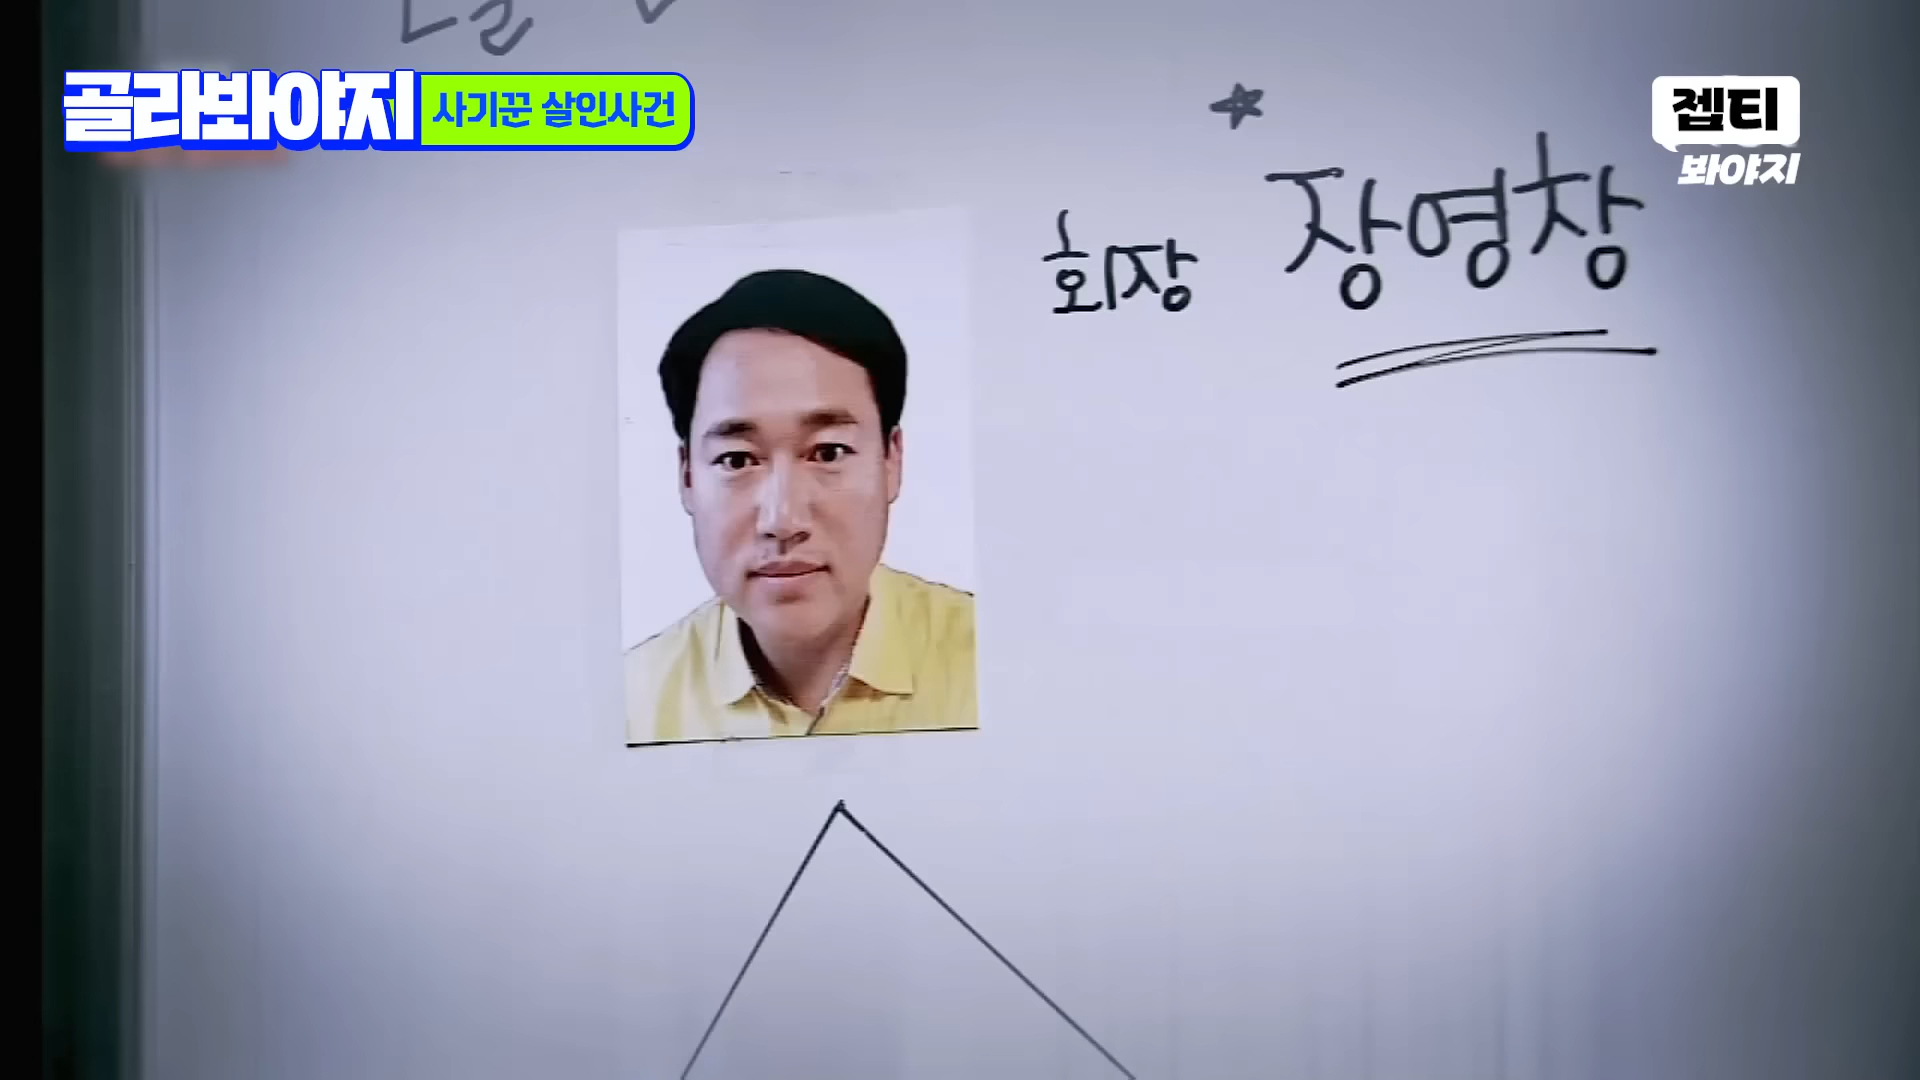 골라봐야지 사기꾼 살인사건
젭티
봐야지
회장 장영창